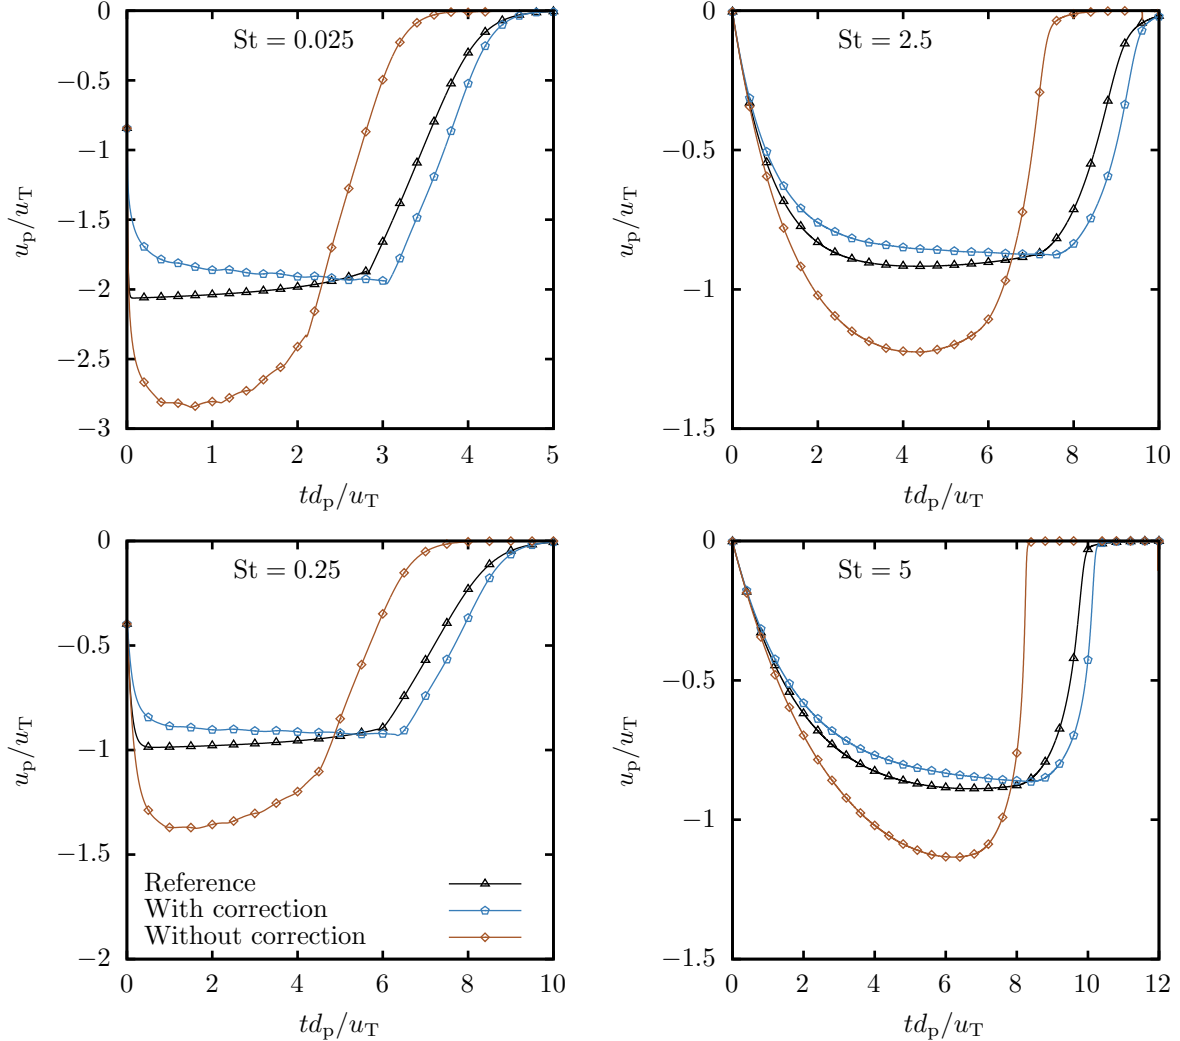 St = 0.025
0
−0.5
−1
−1.5
−2
−2.5
−3
u_p/u_T
0 1 2 3 4 5
td_p/u_T
St = 2.5
0
−0.5
−1
−1.5
u_p/u_T
0 2 4 6 8 10
td_p/u_T
St = 0.25
0
−0.5
−1
−1.5
−2
u_p/u_T
Reference
With correction
Without correction
0 2 4 6 8 10
td_p/u_T
St = 5
0
−0.5
−1
−1.5
u_p/u_T
0 2 4 6 8 10 12
td_p/u_T